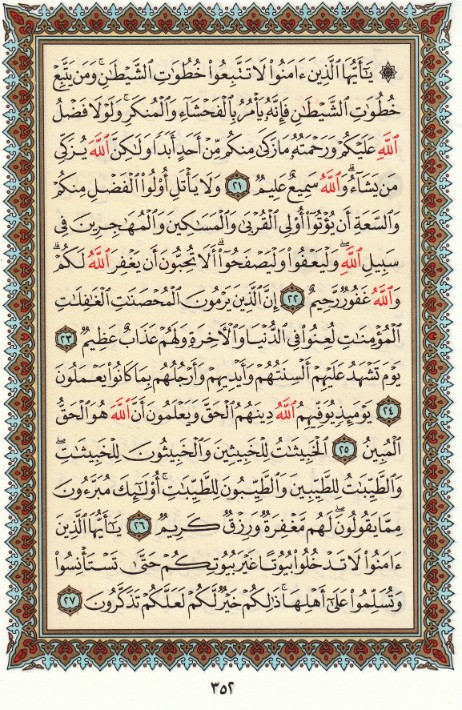 ۞ يَٰٓأَيُّهَا ٱلَّذِينَ ءَامَنُوا۟ لَا تَتَّبِعُوا۟ خُطُوَٰتِ ٱلشَّيْطَٰنِ ۚ وَمَن يَتَّبِعْ
خُطُوَٰتِ ٱلشَّيْطَٰنِ فَإِنَّهُۥ يَأْمُرُ بِٱلْفَحْشَآءِ وَٱلْمُنكَرِ ۚ وَلَوْلَا فَضْلُ
ٱللَّهِ عَلَيْكُمْ وَرَحْمَتُهُۥ مَا زَكَىٰ مِنكُم مِّنْ أَحَدٍ أَبَدًا وَلَٰكِنَّ ٱللَّهَ يُزَكِّى
مَن يَشَآءُ ۗ وَٱللَّهُ سَمِيعٌ عَلِيمٌ ٢١ وَلَا يَأْتَلِ أُو۟لُوا۟ ٱلْفَضْلِ مِنكُمْ
وَٱلسَّعَةِ أَن يُؤْتُوٓا۟ أُو۟لِى ٱلْقُرْبَىٰ وَٱلْمَسَٰكِينَ وَٱلْمُهَٰجِرِينَ فِى
سَبِيلِ ٱللَّهِ ۖ وَلْيَعْفُوا۟ وَلْيَصْفَحُوٓا۟ ۗ أَلَا تُحِبُّونَ أَن يَغْفِرَ ٱللَّهُ لَكُمْ ۗ
وَٱللَّهُ غَفُورٌ رَّحِيمٌ ٢٢ إِنَّ ٱلَّذِينَ يَرْمُونَ ٱلْمُحْصَنَٰتِ ٱلْغَٰفِلَٰتِ
ٱلْمُؤْمِنَٰتِ لُعِنُوا۟ فِى ٱلدُّنْيَا وَٱلْءَاخِرَةِ وَلَهُمْ عَذَابٌ عَظِيمٌ ٢٣
يَوْمَ تَشْهَدُ عَلَيْهِمْ أَلْسِنَتُهُمْ وَأَيْدِيهِمْ وَأَرْجُلُهُم بِمَا كَانُوا۟ يَعْمَلُونَ
٢٤ يَوْمَئِذٍ يُوَفِّيهِمُ ٱللَّهُ دِينَهُمُ ٱلْحَقَّ وَيَعْلَمُونَ أَنَّ ٱللَّهَ هُوَ ٱلْحَقُّ
ٱلْمُبِينُ ٢٥ ٱلْخَبِيثَٰتُ لِلْخَبِيثِينَ وَٱلْخَبِيثُونَ لِلْخَبِيثَٰتِ ۖ
وَٱلطَّيِّبَٰتُ لِلطَّيِّبِينَ وَٱلطَّيِّبُونَ لِلطَّيِّبَٰتِ ۚ أُو۟لَٰٓئِكَ مُبَرَّءُونَ
مِمَّا يَقُولُونَ ۖ لَهُم مَّغْفِرَةٌ وَرِزْقٌ كَرِيمٌ ٢٦ يَٰٓأَيُّهَا ٱلَّذِينَ
ءَامَنُوا۟ لَا تَدْخُلُوا۟ بُيُوتًا غَيْرَ بُيُوتِكُمْ حَتَّىٰ تَسْتَأْنِسُوا۟
وَتُسَلِّمُوا۟ عَلَىٰٓ أَهْلِهَا ۚ ذَٰلِكُمْ خَيْرٌ لَّكُمْ لَعَلَّكُمْ تَذَكَّرُونَ ٢٧
٣٥٢